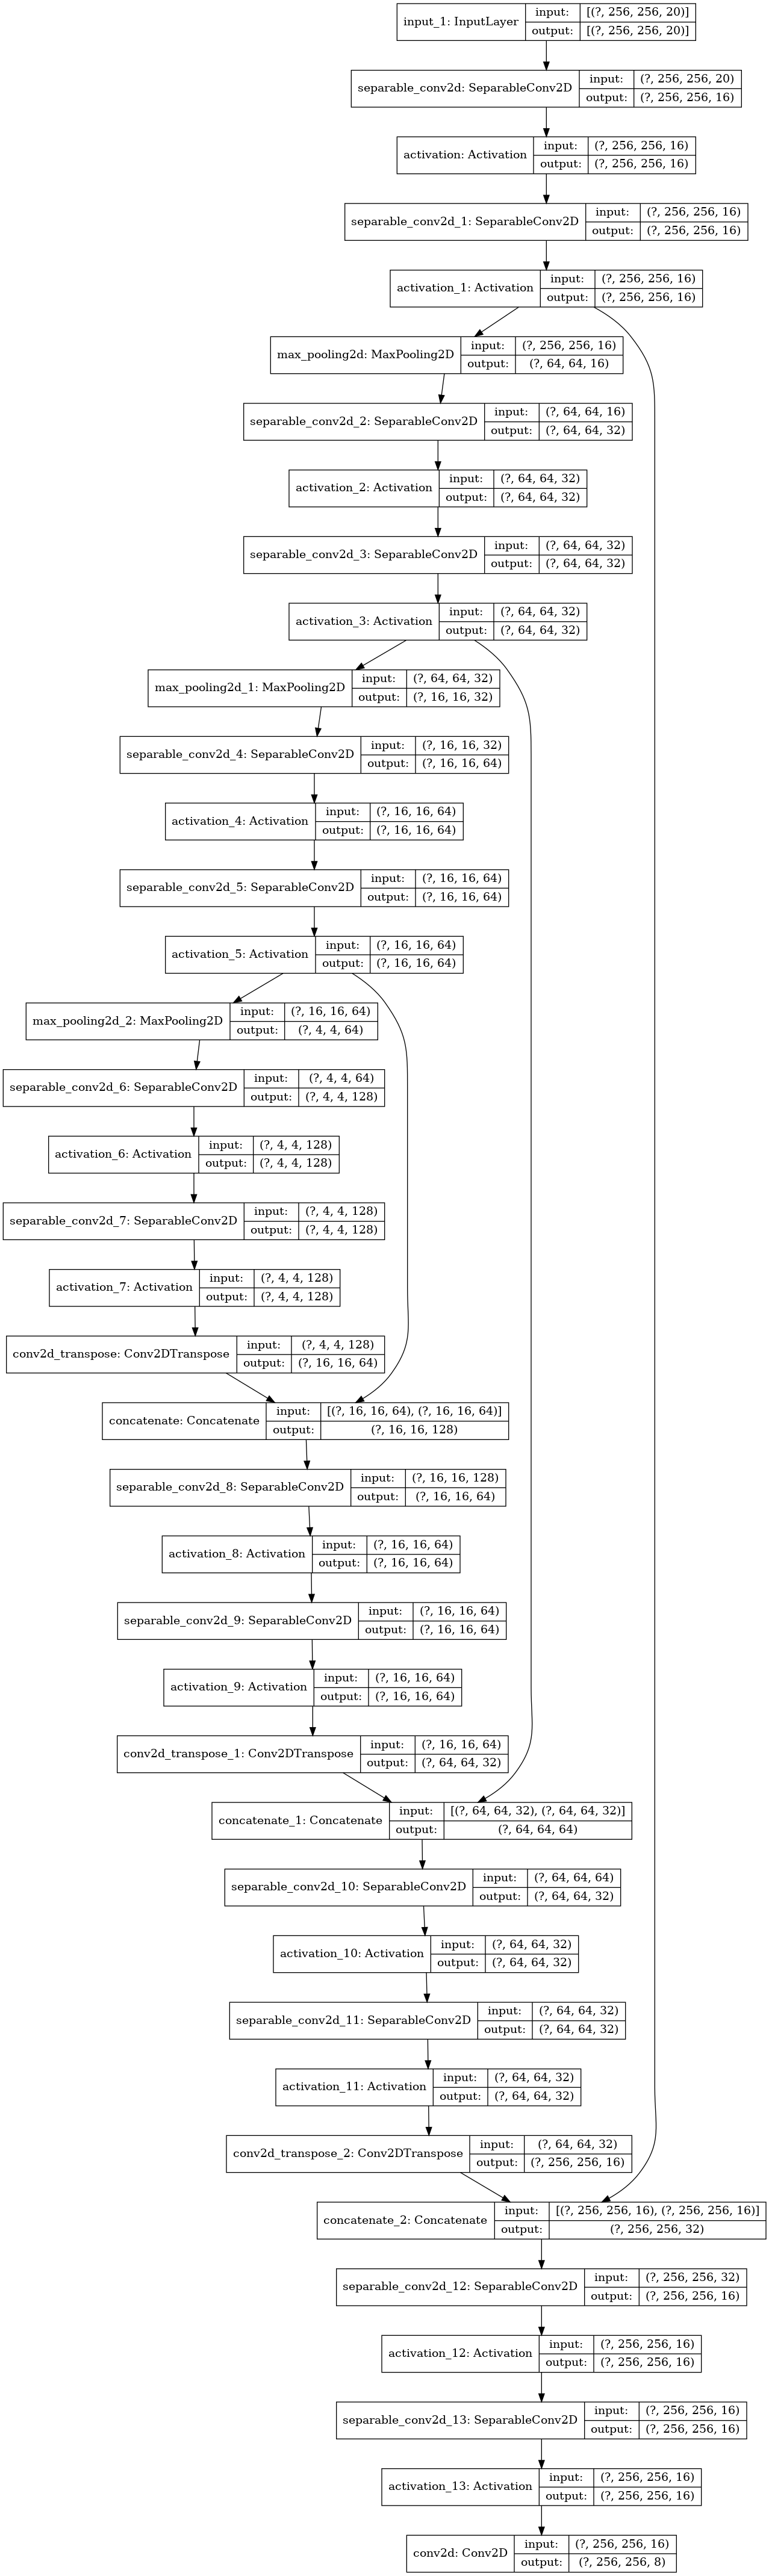 input_1: InputLayer
input: [(?, 256, 256, 20)]
output: [(?, 256, 256, 20)]
separable_conv2d: SeparableConv2D
input: (?, 256, 256, 20)
output: (?, 256, 256, 16)
activation: Activation
input: (?, 256, 256, 16)
output: (?, 256, 256, 16)
separable_conv2d_1: SeparableConv2D
input: (?, 256, 256, 16)
output: (?, 256, 256, 16)
activation_1: Activation
input: (?, 256, 256, 16)
output: (?, 256, 256, 16)
max_pooling2d: MaxPooling2D
input: (?, 256, 256, 16)
output: (?, 64, 64, 16)
separable_conv2d_2: SeparableConv2D
input: (?, 64, 64, 16)
output: (?, 64, 64, 32)
activation_2: Activation
input: (?, 64, 64, 32)
output: (?, 64, 64, 32)
separable_conv2d_3: SeparableConv2D
input: (?, 64, 64, 32)
output: (?, 64, 64, 32)
activation_3: Activation
input: (?, 64, 64, 32)
output: (?, 64, 64, 32)
max_pooling2d_1: MaxPooling2D
input: (?, 64, 64, 32)
output: (?, 16, 16, 32)
separable_conv2d_4: SeparableConv2D
input: (?, 16, 16, 32)
output: (?, 16, 16, 64)
activation_4: Activation
input: (?, 16, 16, 64)
output: (?, 16, 16, 64)
separable_conv2d_5: SeparableConv2D
input: (?, 16, 16, 64)
output: (?, 16, 16, 64)
activation_5: Activation
input: (?, 16, 16, 64)
output: (?, 16, 16, 64)
max_pooling2d_2: MaxPooling2D
input: (?, 16, 16, 64)
output: (?, 4, 4, 64)
separable_conv2d_6: SeparableConv2D
input: (?, 4, 4, 64)
output: (?, 4, 4, 128)
activation_6: Activation
input: (?, 4, 4, 128)
output: (?, 4, 4, 128)
separable_conv2d_7: SeparableConv2D
input: (?, 4, 4, 128)
output: (?, 4, 4, 128)
activation_7: Activation
input: (?, 4, 4, 128)
output: (?, 4, 4, 128)
conv2d_transpose: Conv2DTranspose
input: (?, 4, 4, 128)
output: (?, 16, 16, 64)
concatenate: Concatenate
input: [(?, 16, 16, 64), (?, 16, 16, 64)]
output: (?, 16, 16, 128)
separable_conv2d_8: SeparableConv2D
input: (?, 16, 16, 128)
output: (?, 16, 16, 64)
activation_8: Activation
input: (?, 16, 16, 64)
output: (?, 16, 16, 64)
separable_conv2d_9: SeparableConv2D
input: (?, 16, 16, 64)
output: (?, 16, 16, 64)
activation_9: Activation
input: (?, 16, 16, 64)
output: (?, 16, 16, 64)
conv2d_transpose_1: Conv2DTranspose
input: (?, 16, 16, 64)
output: (?, 64, 64, 32)
concatenate_1: Concatenate
input: [(?, 64, 64, 32), (?, 64, 64, 32)]
output: (?, 64, 64, 64)
separable_conv2d_10: SeparableConv2D
input: (?, 64, 64, 64)
output: (?, 64, 64, 32)
activation_10: Activation
input: (?, 64, 64, 32)
output: (?, 64, 64, 32)
separable_conv2d_11: SeparableConv2D
input: (?, 64, 64, 32)
output: (?, 64, 64, 32)
activation_11: Activation
input: (?, 64, 64, 32)
output: (?, 64, 64, 32)
conv2d_transpose_2: Conv2DTranspose
input: (?, 64, 64, 32)
output: (?, 256, 256, 16)
concatenate_2: Concatenate
input: [(?, 256, 256, 16), (?, 256, 256, 16)]
output: (?, 256, 256, 32)
separable_conv2d_12: SeparableConv2D
input: (?, 256, 256, 32)
output: (?, 256, 256, 16)
activation_12: Activation
input: (?, 256, 256, 16)
output: (?, 256, 256, 16)
separable_conv2d_13: SeparableConv2D
input: (?, 256, 256, 16)
output: (?, 256, 256, 16)
activation_13: Activation
input: (?, 256, 256, 16)
output: (?, 256, 256, 16)
conv2d: Conv2D
input: (?, 256, 256, 16)
output: (?, 256, 256, 8)